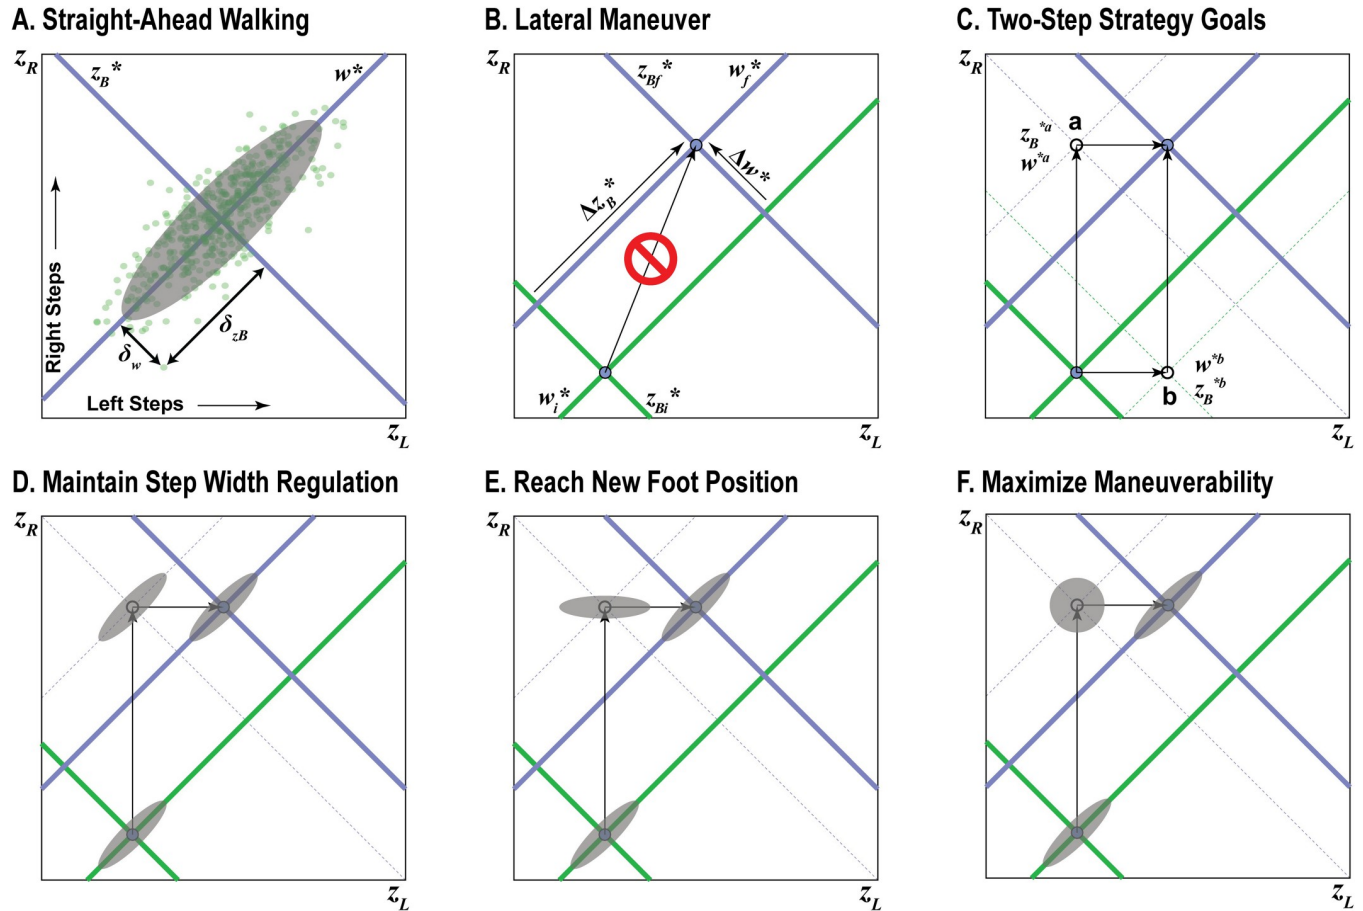 A. Straight-Ahead Walking
B. Lateral Maneuver
C. Two-Step Strategy Goals
z_R
z_B*
w*
δ_w
δ_zB
Right Steps
Left Steps
z_L
z_R
z_Bf*
w_f*
Δz_B*
Δw*
w_i*
z_Bi*
z_L
z_R
a
z_B*a
w*a
w*b
b
z_B*b
z_L
D. Maintain Step Width Regulation
E. Reach New Foot Position
F. Maximize Maneuverability
z_R
z_L
z_R
z_L
z_R
z_L